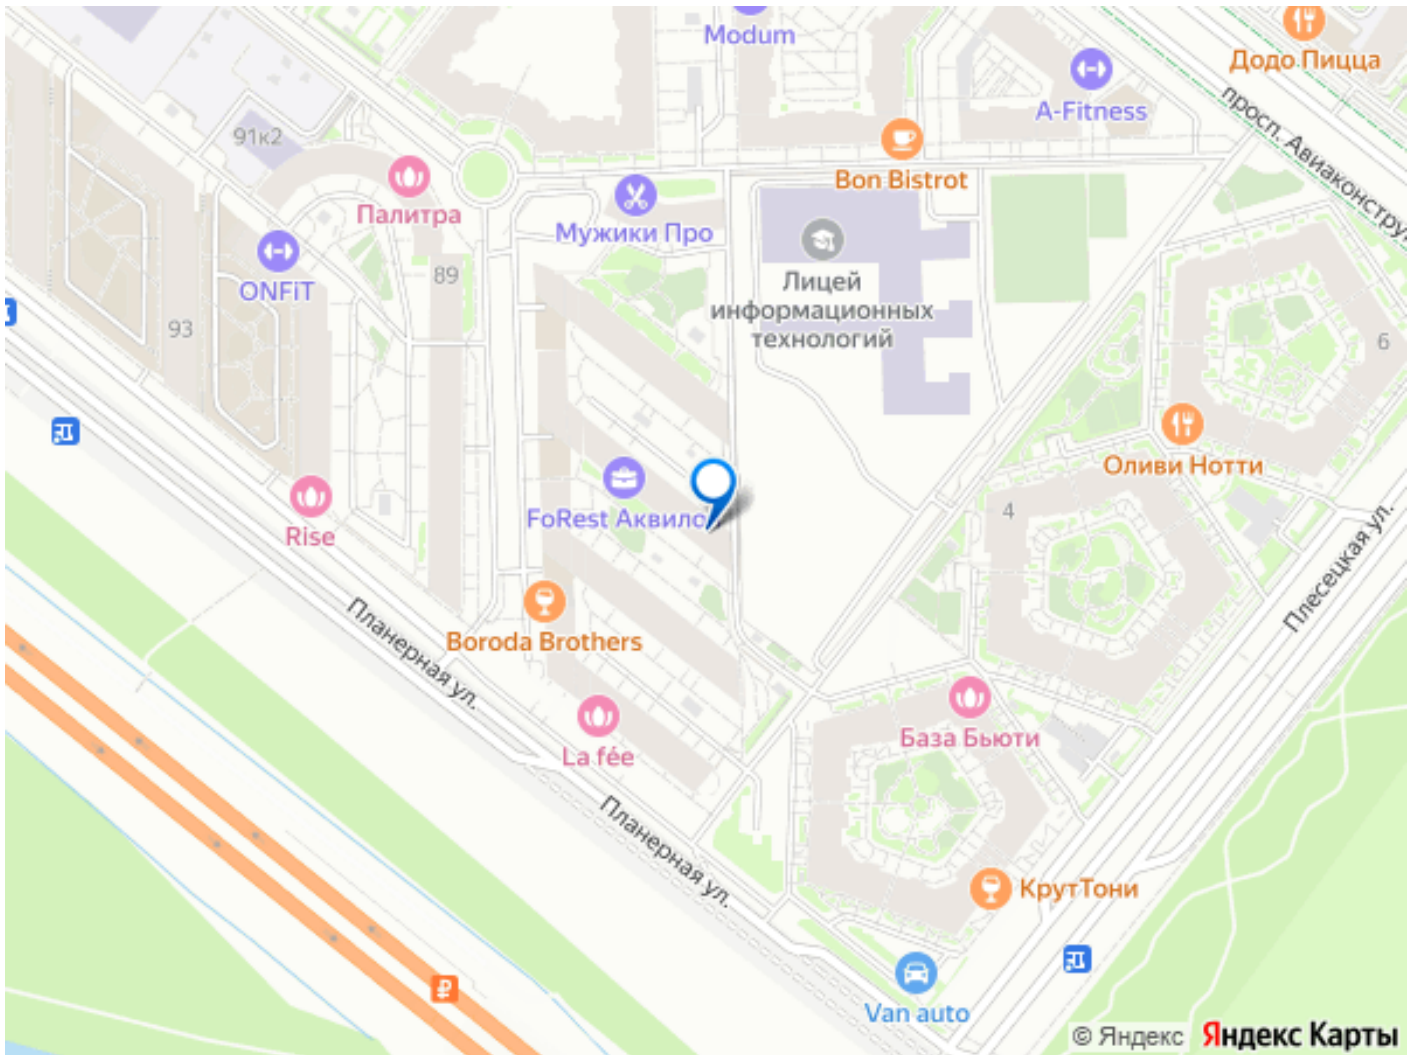 Modum
Додо Пицца
A-Fitness
просп. Авиаконструк
91к2
Bon Bistrot
Палитра
Мужики Про
Лицей
информационных
технологий
89
ONFiT
93
6
Оливи Нотти
4
FoRest Аквило
Rise
Плесецкая ул.
Планерная ул.
Boroda Brothers
База Бьюти
La fée
Планерная ул.
КрутТони
Van auto
© Яндекс Яндекс Карты